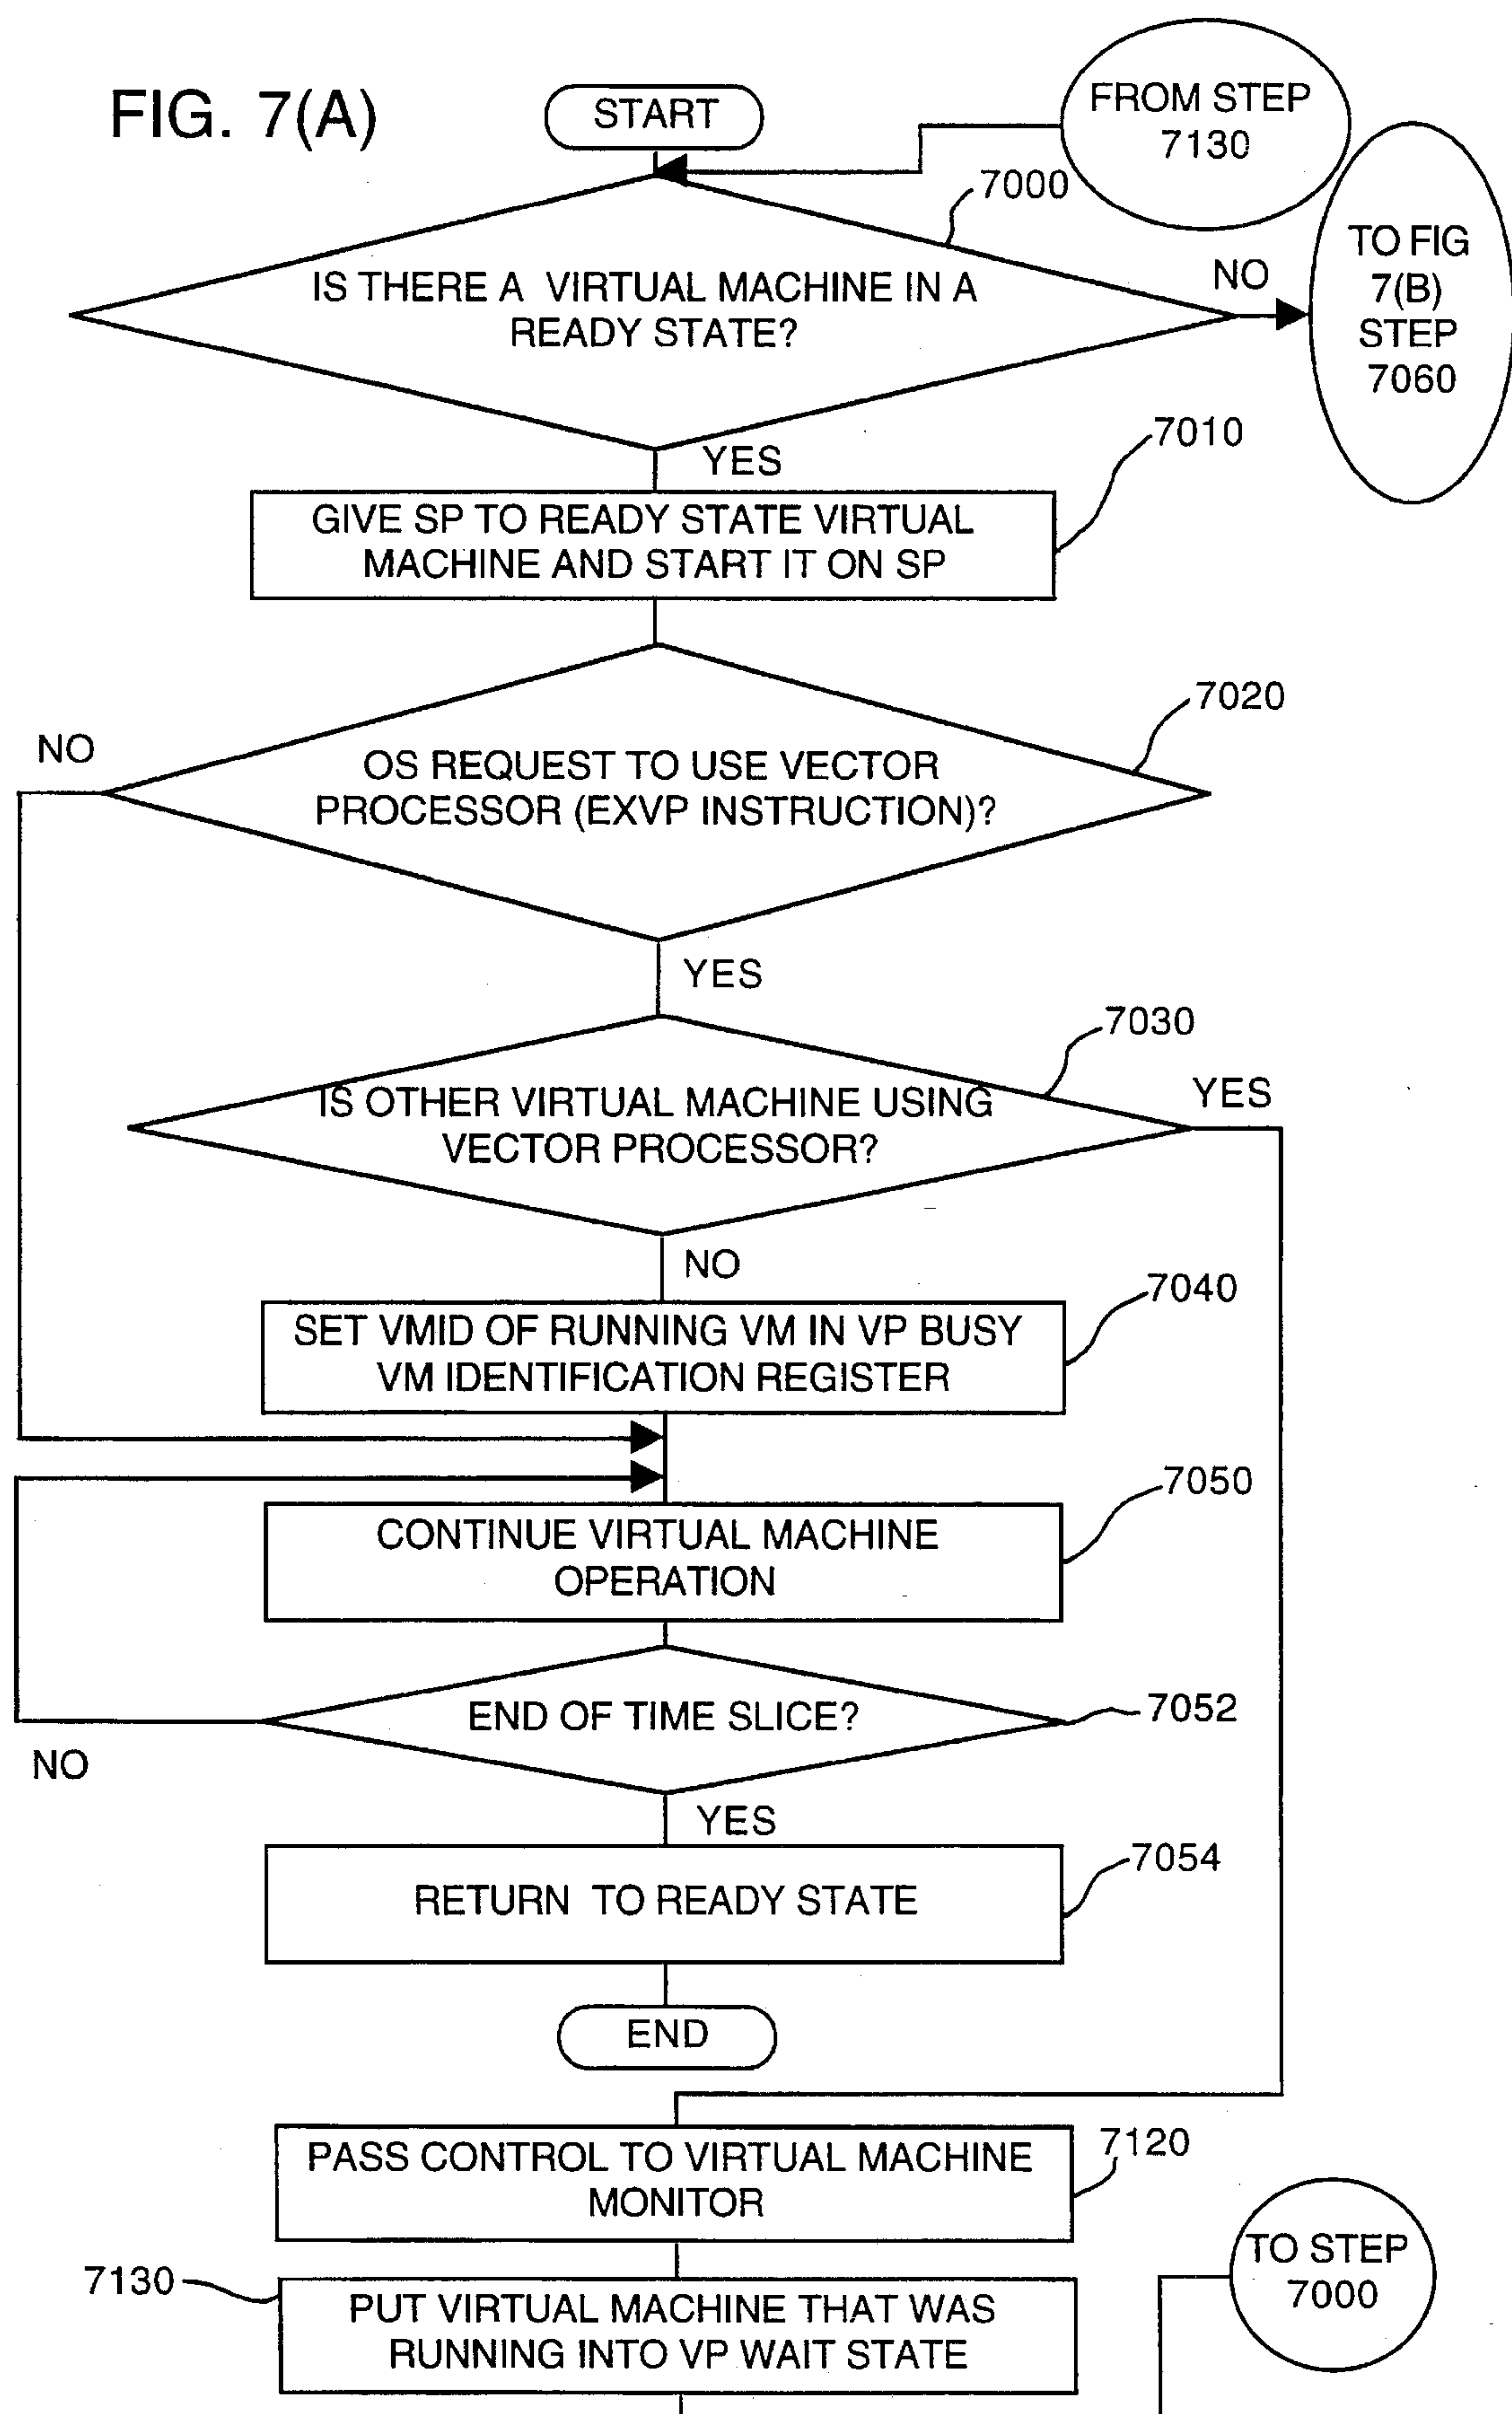 FIG. 7(A)
START
FROM STEP
7130
7000
TO FIG
7(B)
STEP
7060
IS THERE A VIRTUAL MACHINE IN A
READY STATE?
NO
YES
7010
GIVE SP TO READY STATE VIRTUAL
MACHINE AND START IT ON SP
7020
NO
OS REQUEST TO USE VECTOR
PROCESSOR (EXVP INSTRUCTION)?
YES
7030
IS OTHER VIRTUAL MACHINE USING
VECTOR PROCESSOR?
YES
NO
7040
SET VMID OF RUNNING VM IN VP BUSY
VM IDENTIFICATION REGISTER
7050
CONTINUE VIRTUAL MACHINE
OPERATION
END OF TIME SLICE?
7052
NO
YES
7054
RETURN TO READY STATE
END
PASS CONTROL TO VIRTUAL MACHINE
MONITOR
7120
7130
PUT VIRTUAL MACHINE THAT WAS
RUNNING INTO VP WAIT STATE
TO STEP
7000